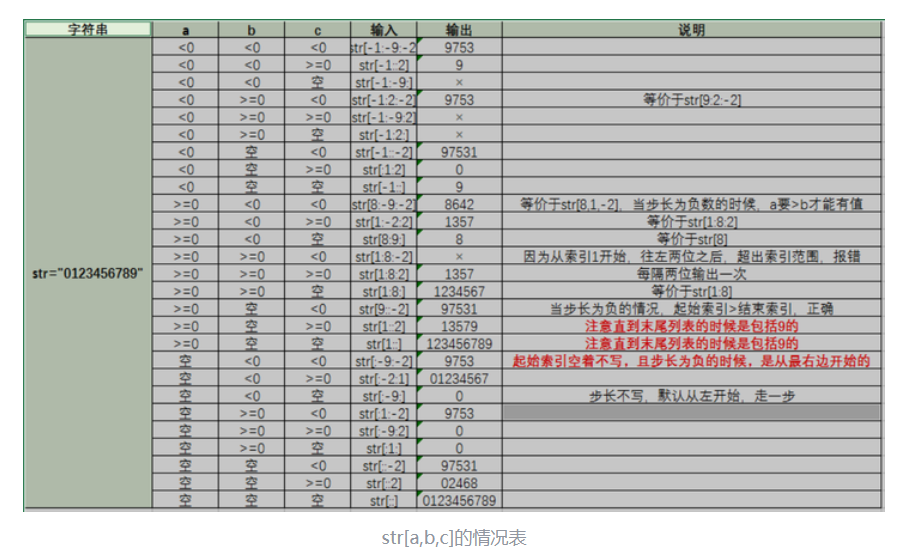 字符串 a b c 输入 输出 说明
<0 <0 <0 str[-1:-9:-2 9753
<0 <0 >=0 str[-1::2] 9
<0 <0 空 str[-1:-9:] ×
<0 >=0 <0 str[-1:2:-2] 9753 等价于str[9:2:-2]
<0 >=0 >=0 str[-1:-9:2] ×
<0 >=0 空 str[-1:2:] ×
<0 空 <0 str[-1::-2] 97531
<0 空 >=0 str[:1:2] 0
<0 空 空 str[-1::] 9
>=0 <0 <0 str[8:-9:-2] 8642 等价于str[8,1,-2]，当步长为负数的时候，a要>b才能有值
>=0 <0 >=0 str[1:-2:2] 1357 等价于str[1:8:2]
>=0 <0 空 str[8:9:] 8 等价于str[8]
>=0 >=0 <0 str[1:8:-2] × 因为从索引1开始，往左两位之后，超出索引范围，报错
str="0123456789" >=0 >=0 >=0 str[1:8:2] 1357 每隔两位输出一次
>=0 >=0 空 str[1:8:] 1234567 等价于str[1:8]
>=0 空 <0 str[9::-2] 97531 当步长为负的情况，起始索引>结束索引，正确
>=0 空 >=0 str[1::2] 13579 注意直到末尾列表的时候是包括9的
>=0 空 空 str[1::] 123456789 注意直到末尾列表的时候是包括9的
空 <0 <0 str[:-9:-2] 9753 起始索引空着不写，且步长为负的时候，是从最右边开始的
空 <0 >=0 str[:-2:1] 01234567
空 <0 空 str[:-9:] 0 步长不写，默认从左开始，走一步
空 >=0 <0 str[:1:-2] 9753
空 >=0 >=0 str[:-9:2] 0
空 >=0 空 str[:1:] 0
空 空 <0 str[::-2] 97531
空 空 >=0 str[::2] 02468
空 空 空 str[::] 0123456789
str[a,b,c]的情况表